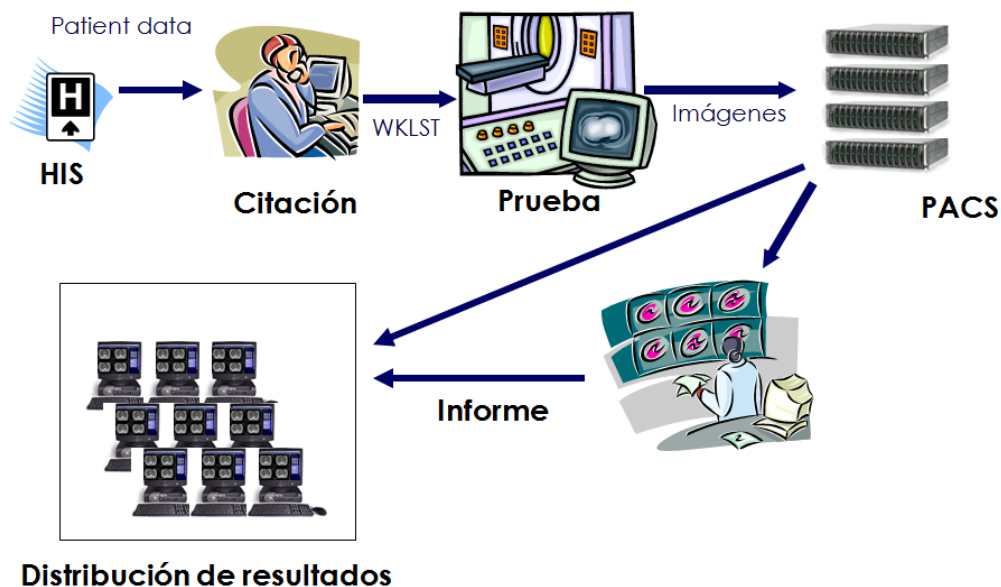 Patient data
H
HIS
Citación
WKLST
Prueba
Imágenes
PACS
Informe
Distribución de resultados